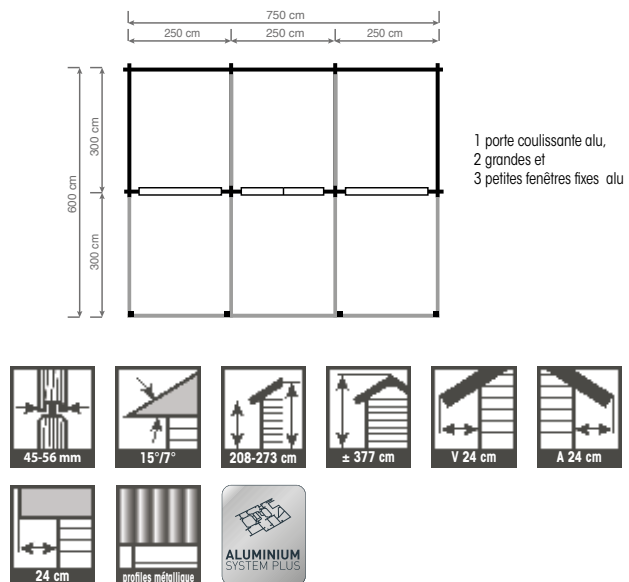 750 cm
250 cm 250 cm 250 cm
600 cm
300 cm
300 cm
1 porte coulissante alu,
2 grandes et
3 petites fenêtres fixes alu
45-56 mm
15°/7°
208-273 cm
± 377 cm
V 24 cm
A 24 cm
24 cm
profiles métallique
ALUMINIUM
SYSTEM PLUS